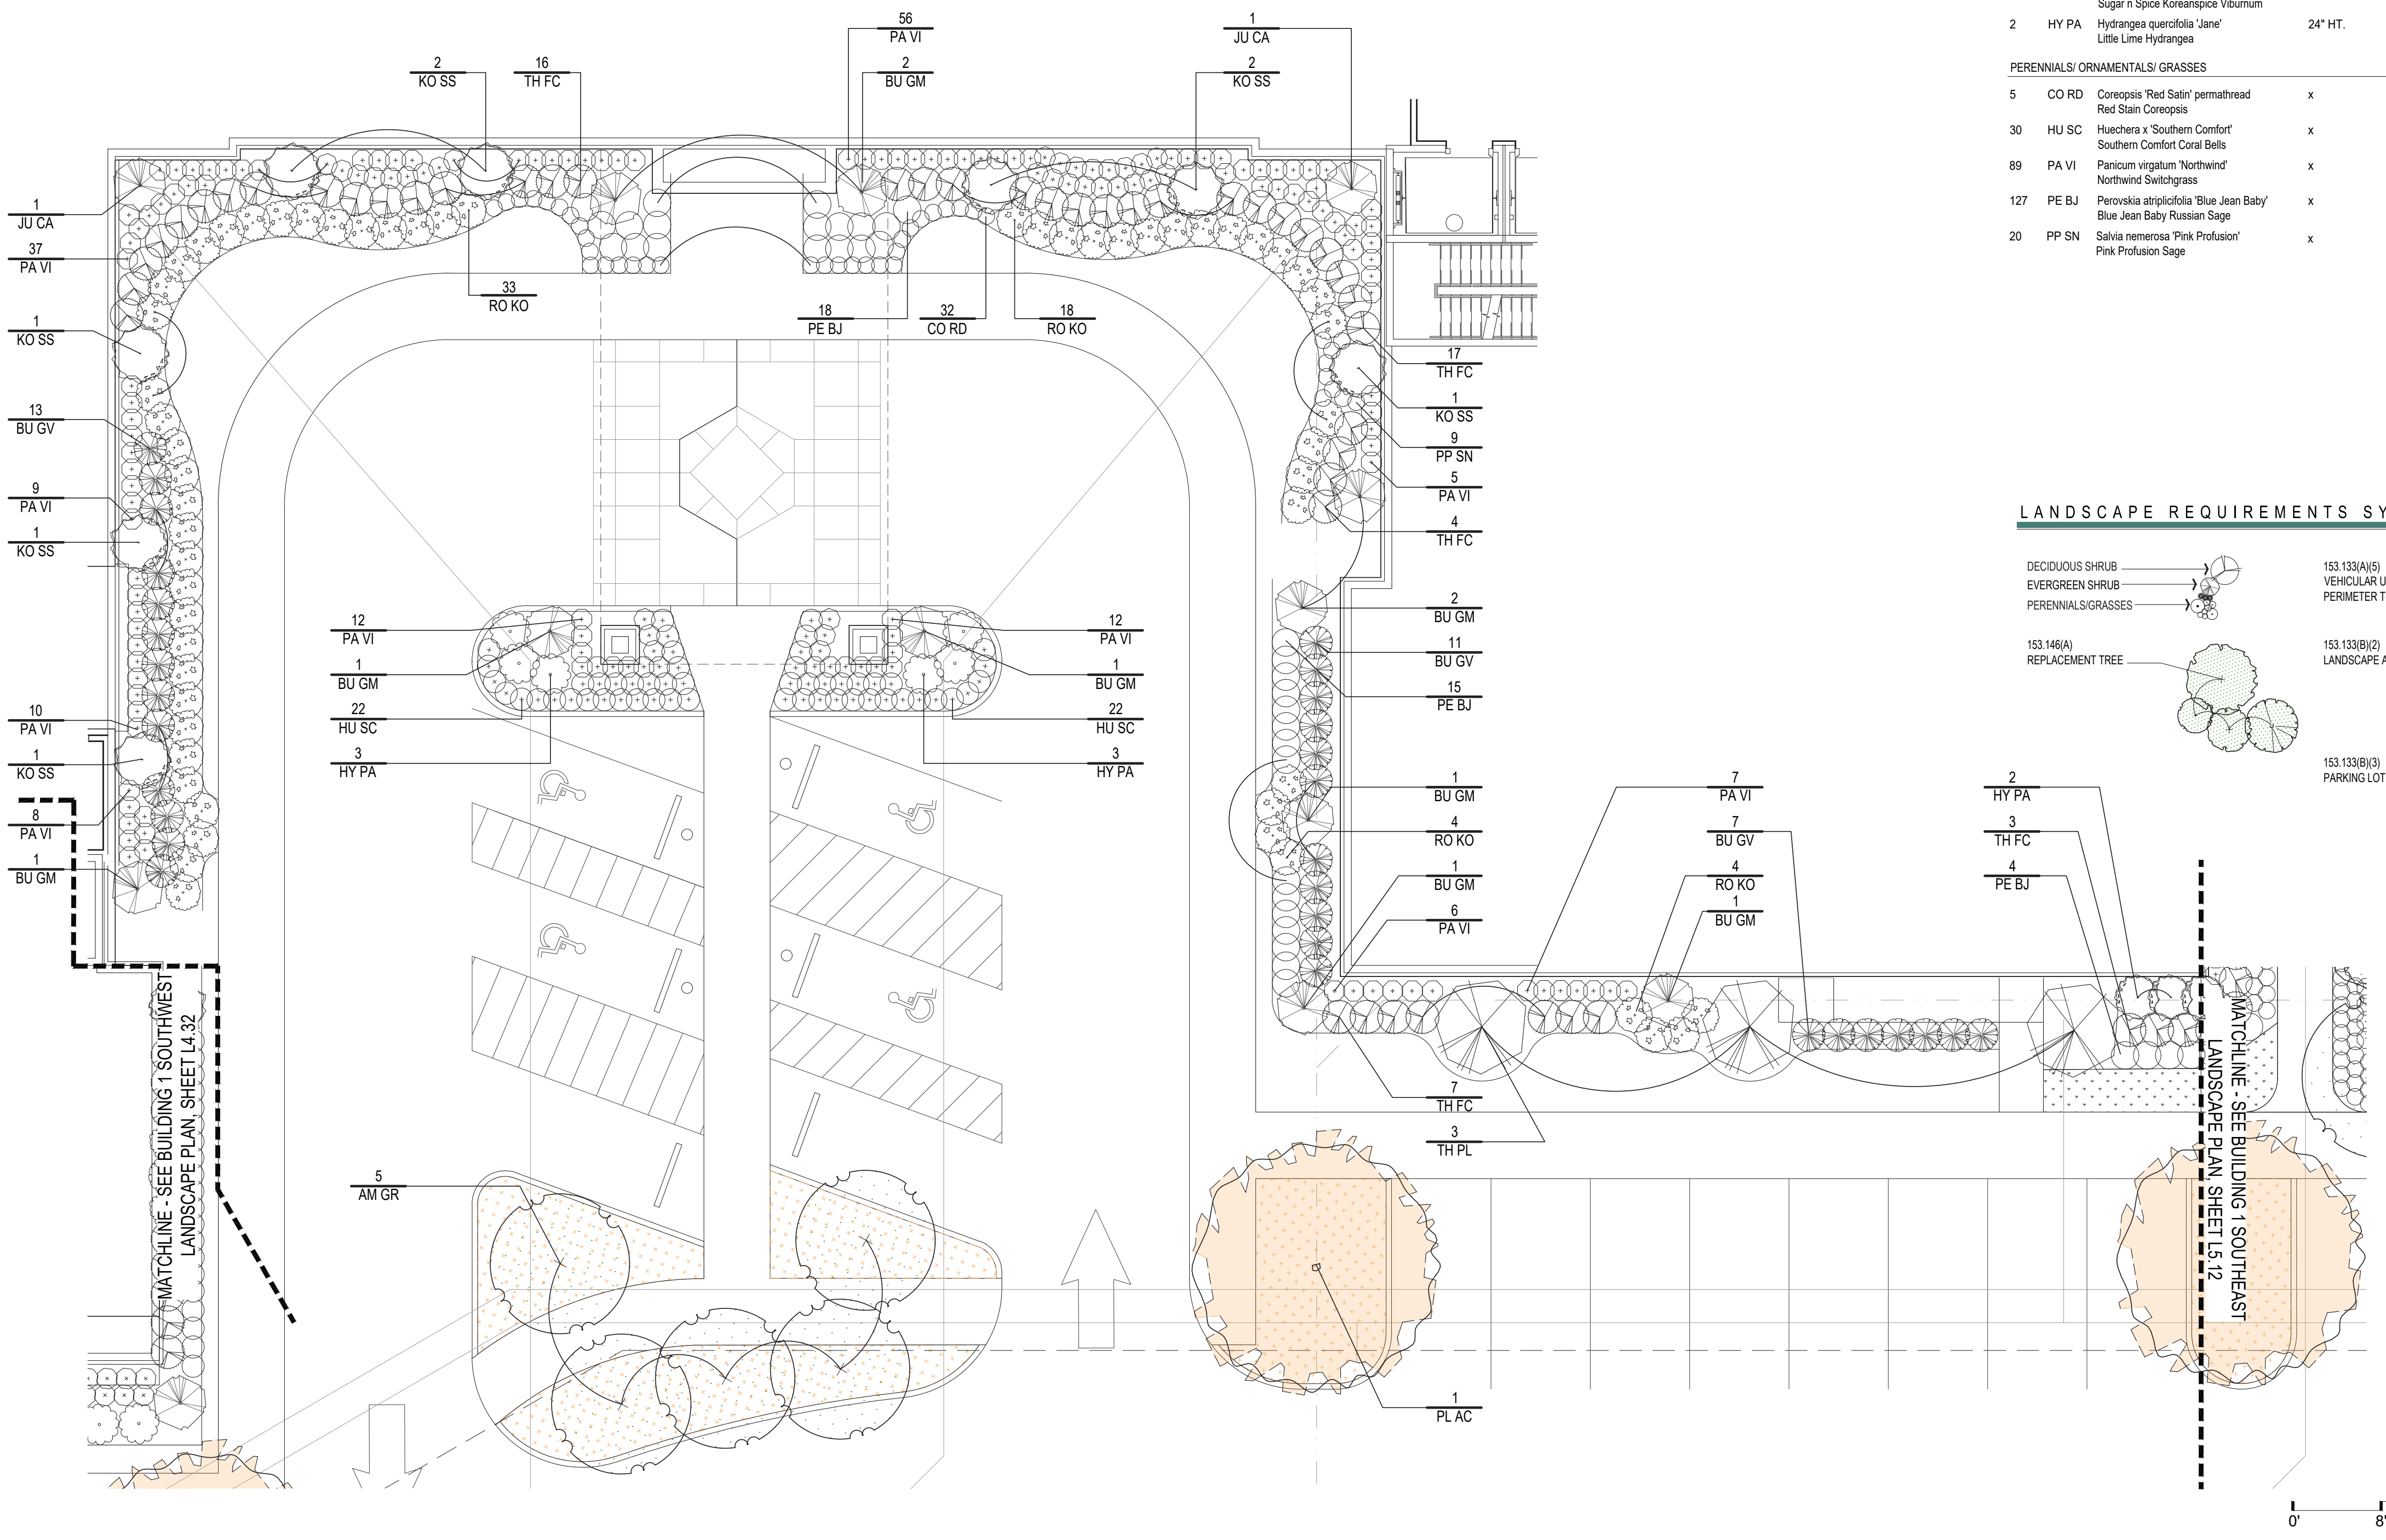 Sugar n Spice Koreanspice Viburnum
2 HY PA Hydrangea quercifolia 'Jane' 24" HT.
Little Lime Hydrangea
PERENNIALS/ ORNAMENTALS/ GRASSES
5 CO RD Coreopsis 'Red Satin' permathread x
Red Stain Coreopsis
30 HU SC Huechera x 'Southern Comfort' x
Southern Comfort Coral Bells
89 PA VI Panicum virgatum 'Northwind' x
Northwind Switchgrass
127 PE BJ Perovskia atriplicifolia 'Blue Jean Baby' x
Blue Jean Baby Russian Sage
20 PP SN Salvia nemerosa 'Pink Profusion' x
Pink Profusion Sage
56
PA VI
1
JU CA
2
KO SS
16
TH FC
2
BU GM
2
KO SS
1
JU CA
37
PA VI
33
RO KO
18
PE BJ
32
CO RD
18
RO KO
1
KO SS
13
BU GV
9
PA VI
1
KO SS
10
PA VI
1
KO SS
8
PA VI
1
BU GM
17
TH FC
1
KO SS
9
PP SN
5
PA VI
4
TH FC
2
BU GM
11
BU GV
15
PE BJ
12
PA VI
1
BU GM
22
HU SC
3
HY PA
12
PA VI
1
BU GM
22
HU SC
3
HY PA
1
BU GM
4
RO KO
1
BU GM
6
PA VI
7
PA VI
7
BU GV
4
RO KO
1
BU GM
2
HY PA
3
TH FC
4
PE BJ
7
TH FC
3
TH PL
5
AM GR
1
PL AC
LANDSCAPE REQUIREMENTS SY
DECIDUOUS SHRUB
EVERGREEN SHRUB
PERENNIALS/GRASSES
153.146(A)
REPLACEMENT TREE
153.133(A)(5)
VEHICULAR U
PERIMETER T
153.133(B)(2)
LANDSCAPE A
153.133(B)(3)
PARKING LOT
MATCHLINE - SEE BUILDING 1 SOUTHWEST
LANDSCAPE PLAN, SHEET L4.32
MATCHLINE - SEE BUILDING 1 SOUTHEAST
LANDSCAPE PLAN, SHEET L5.12
0' 8'